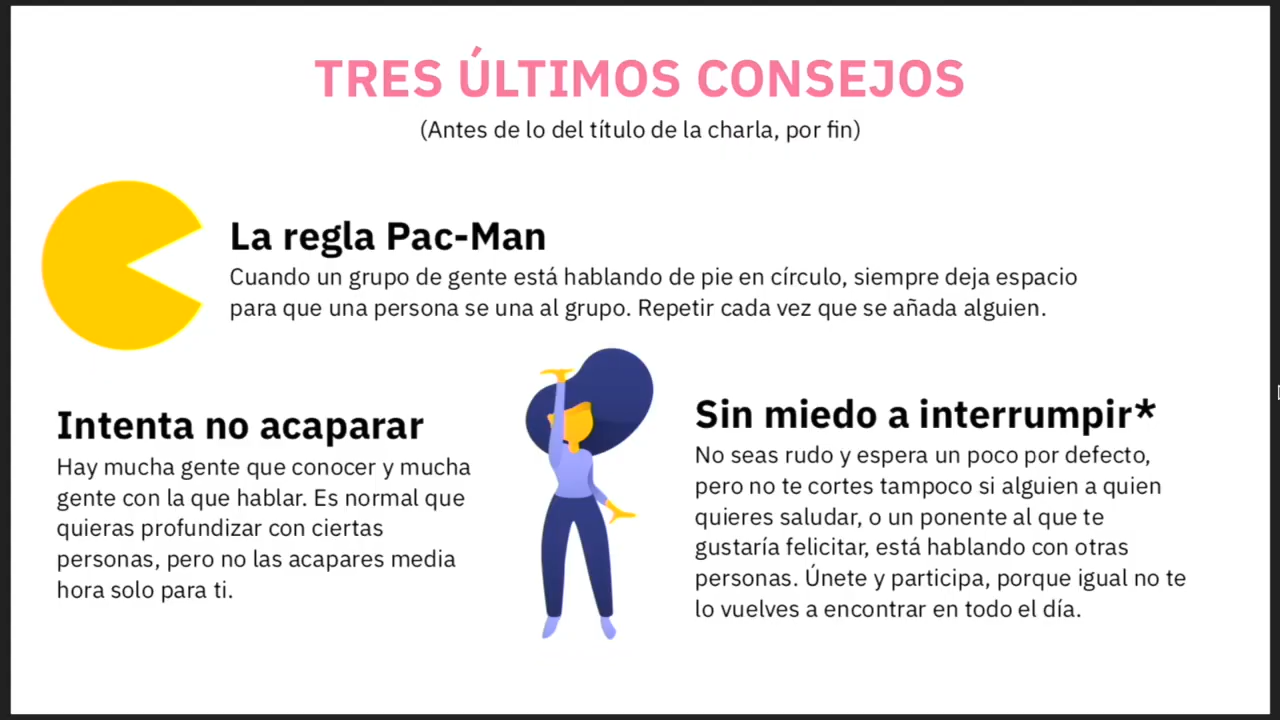 TRES ÚLTIMOS CONSEJOS
(Antes de lo del título de la charla, por fin)
La regla Pac-Man
Cuando un grupo de gente está hablando de pie en círculo, siempre deja espacio
para que una persona se una al grupo. Repetir cada vez que se añada alguien.
Intenta no acaparar
Hay mucha gente que conocer y mucha
gente con la que hablar. Es normal que
quieras profundizar con ciertas
personas, pero no las acapares media
hora solo para ti.
Sin miedo a interrumpir*
No seas rudo y espera un poco por defecto,
pero no te cortes tampoco si alguien a quien
quieres saludar, o un ponente al que te
gustaría felicitar, está hablando con otras
personas. Únete y participa, porque igual no te
lo vuelves a encontrar en todo el día.